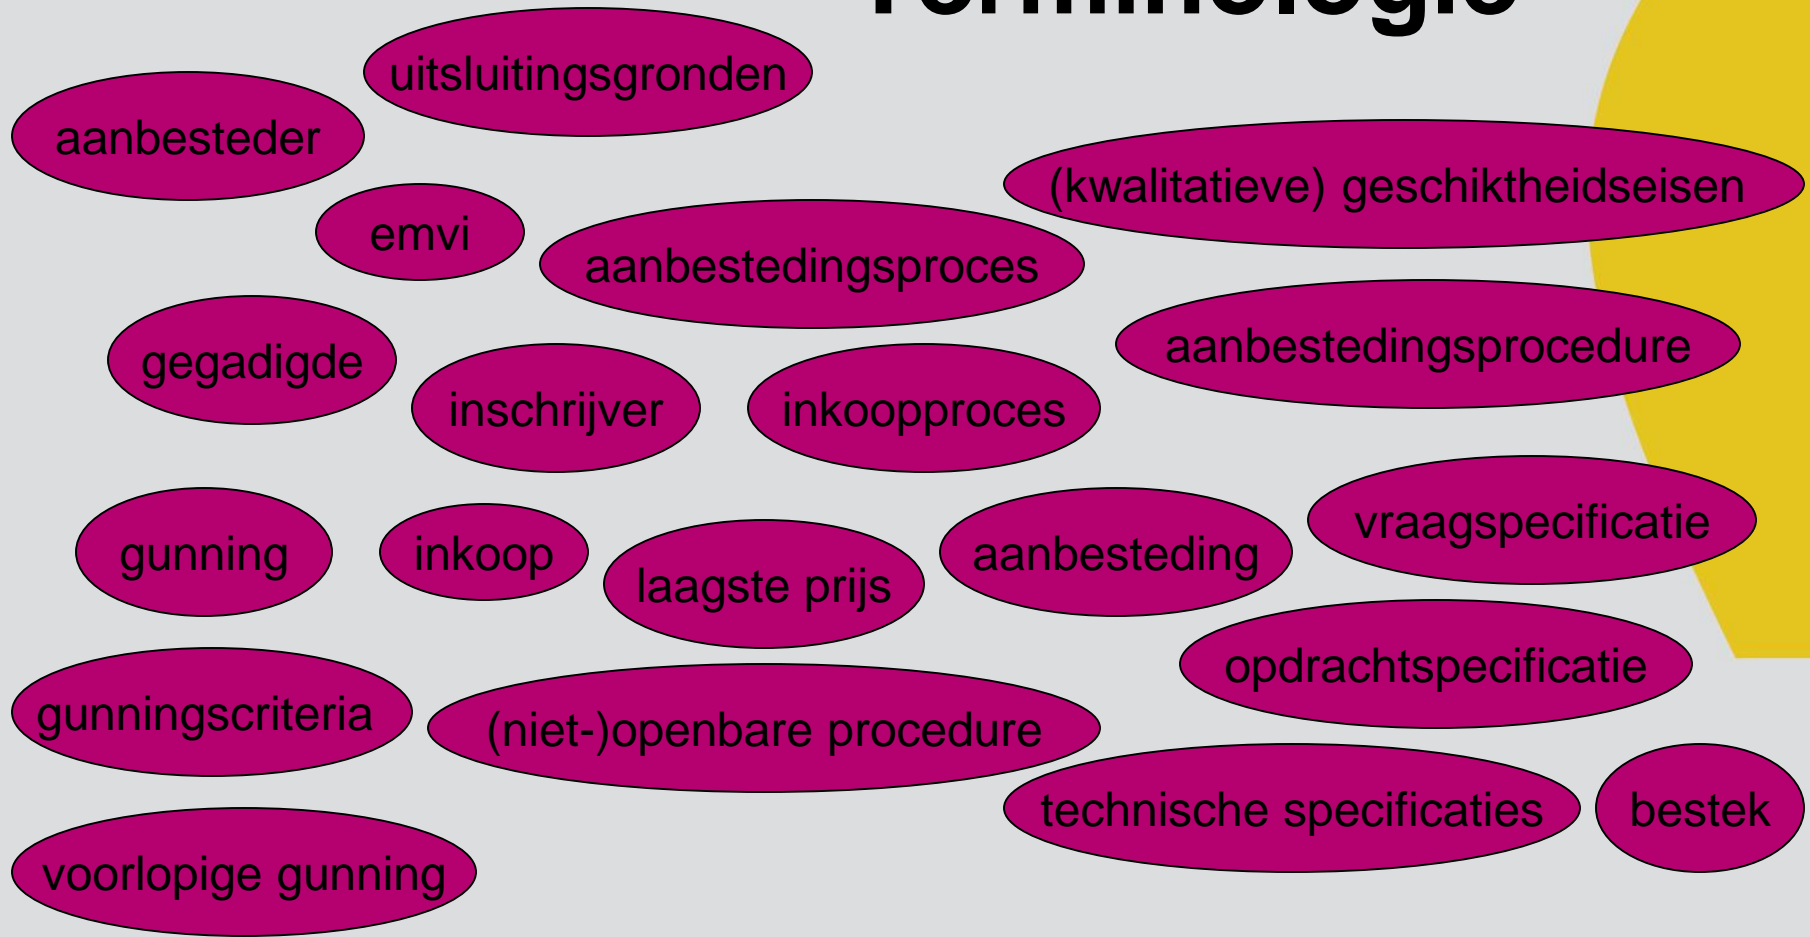 Terminologie
uitsluitingsgronden
aanbesteder
(kwalitatieve) geschiktheidseisen
emvi
aanbestedingsproces
aanbestedingsprocedure
gegadigde
inschrijver
inkoopproces
vraagspecificatie
gunning
inkoop
laagste prijs
aanbesteding
opdrachtspecificatie
gunningscriteria
(niet-)openbare procedure
technische specificaties
bestek
voorlopige gunning